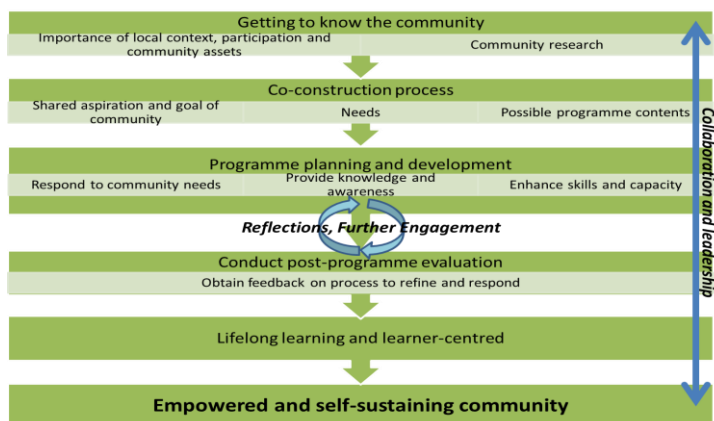 Getting to know the community
Importance of local context, participation and
community assets
Community research
Co-construction process
Shared aspiration and goal of
community
Needs
Possible programme contents
Programme planning and development
Respond to community needs
Provide knowledge and
awareness
Enhance skills and capacity
Reflections, Further Engagement
Conduct post-programme evaluation
Obtain feedback on process to refine and respond
Lifelong learning and learner-centred
Empowered and self-sustaining community
Collaboration and leadership